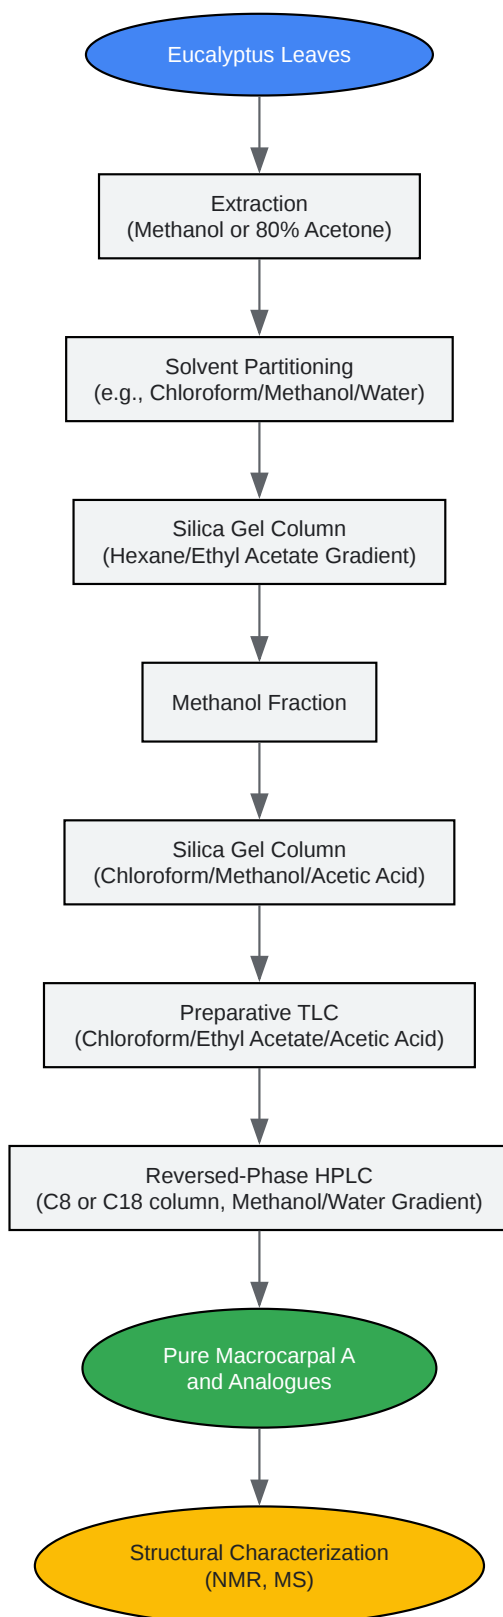 Eucalyptus Leaves
Extraction
(Methanol or 80% Acetone)
Solvent Partitioning
(e.g., Chloroform/Methanol/Water)
Silica Gel Column
(Hexane/Ethyl Acetate Gradient)
Methanol Fraction
Silica Gel Column
(Chloroform/Methanol/Acetic Acid)
Preparative TLC
(Chloroform/Ethyl Acetate/Acetic Acid)
Reversed-Phase HPLC
(C8 or C18 column, Methanol/Water Gradient)
Pure Macrocarpal A
and Analogues
Structural Characterization
(NMR, MS)